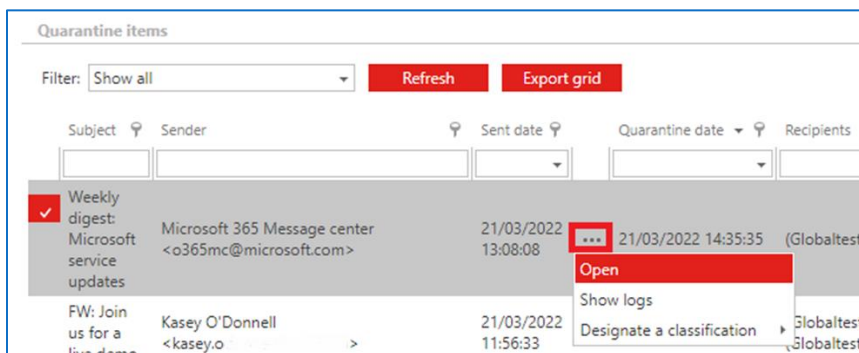 Quarantine items
Filter: Show all Refresh Export grid
Subject Sender Sent date Quarantine date Recipients
Weekly
digest:
Microsoft
service
updates
Microsoft 365 Message center
<o365mc@microsoft.com>
21/03/2022
13:08:08
... 21/03/2022 14:35:35 (Globaltest
Open
Show logs
Designate a classification
FW: Join
us for a
live demo
Kasey O'Donnell
<kasey.o >
21/03/2022
11:56:33
Globaltest
Globaltest